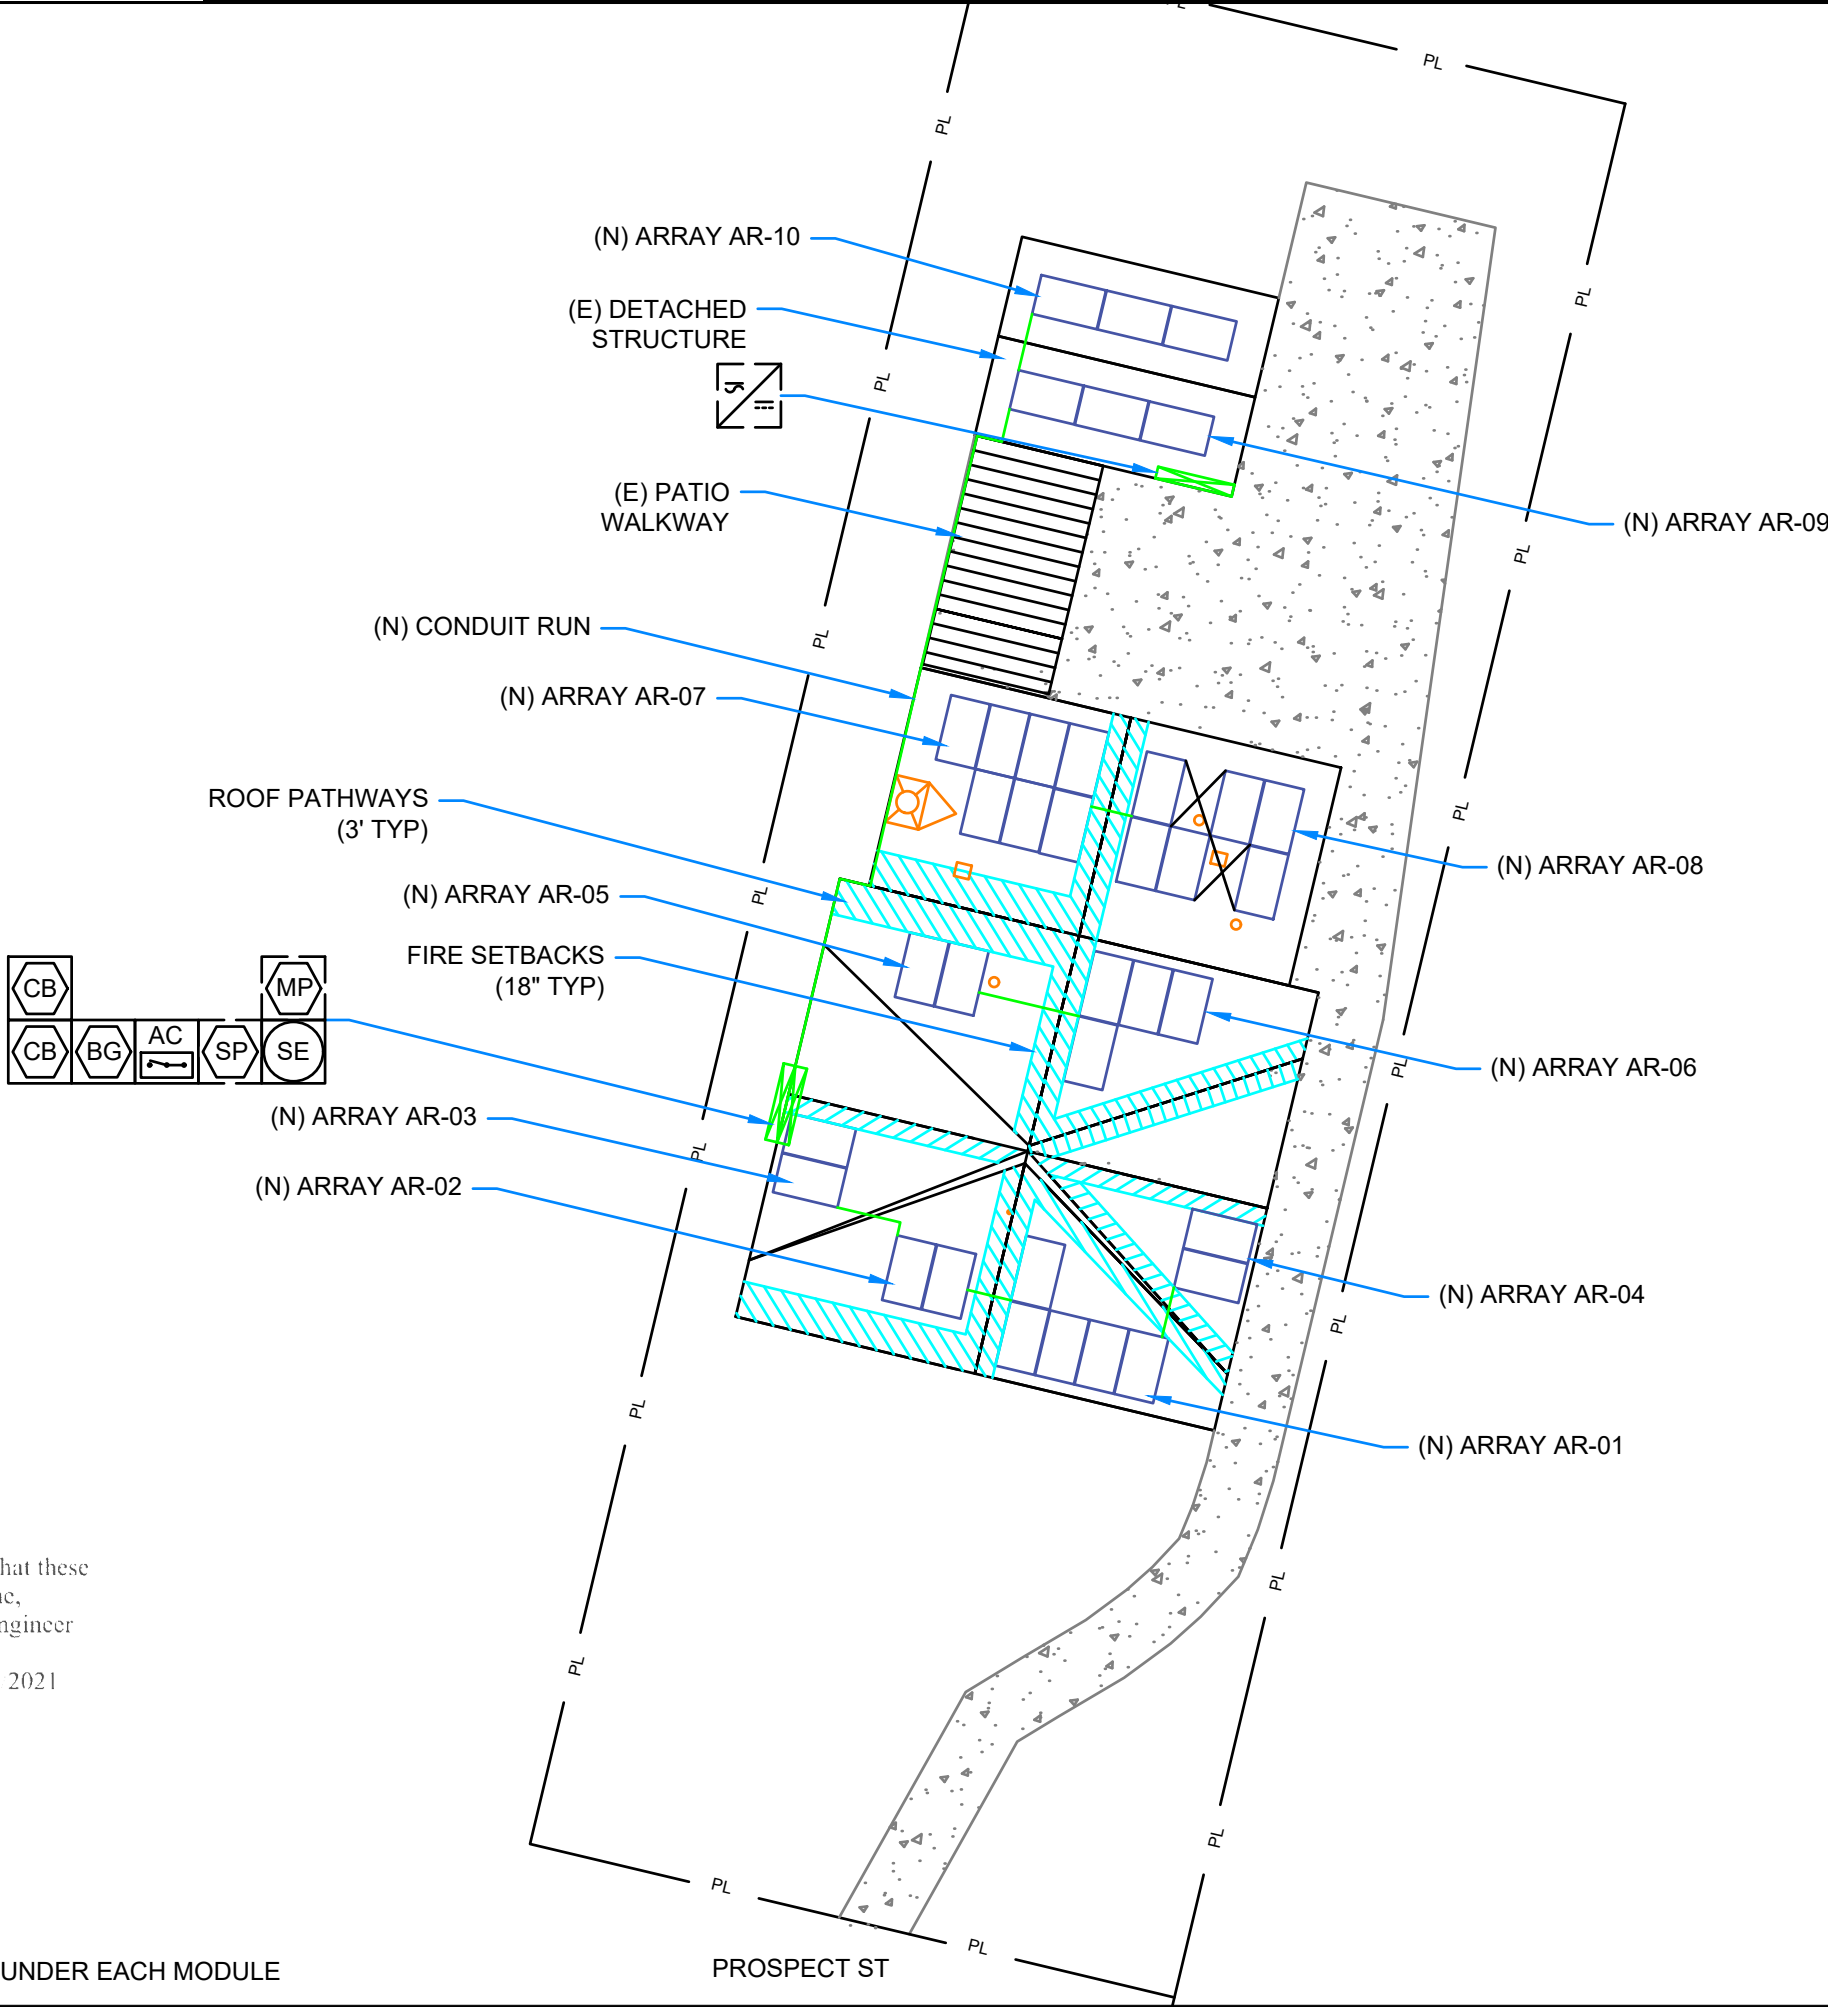 PL
PL
PL
(N) ARRAY AR-10
PL
(E) DETACHED
STRUCTURE
PL
(E) PATIO
WALKWAY
(N) ARRAY AR-09
PL
(N) CONDUIT RUN
PL
(N) ARRAY AR-07
ROOF PATHWAYS
(3' TYP)
PL
(N) ARRAY AR-08
(N) ARRAY AR-05
PL
FIRE SETBACKS
(18" TYP)
CB
MP
CB
BG
AC
SP
SE
(N) ARRAY AR-06
PL
(N) ARRAY AR-03
PL
(N) ARRAY AR-02
(N) ARRAY AR-04
PL
PL
(N) ARRAY AR-01
hat these
PL
ngineer
PL
2021
PL
PL
PL
UNDER EACH MODULE
PROSPECT ST